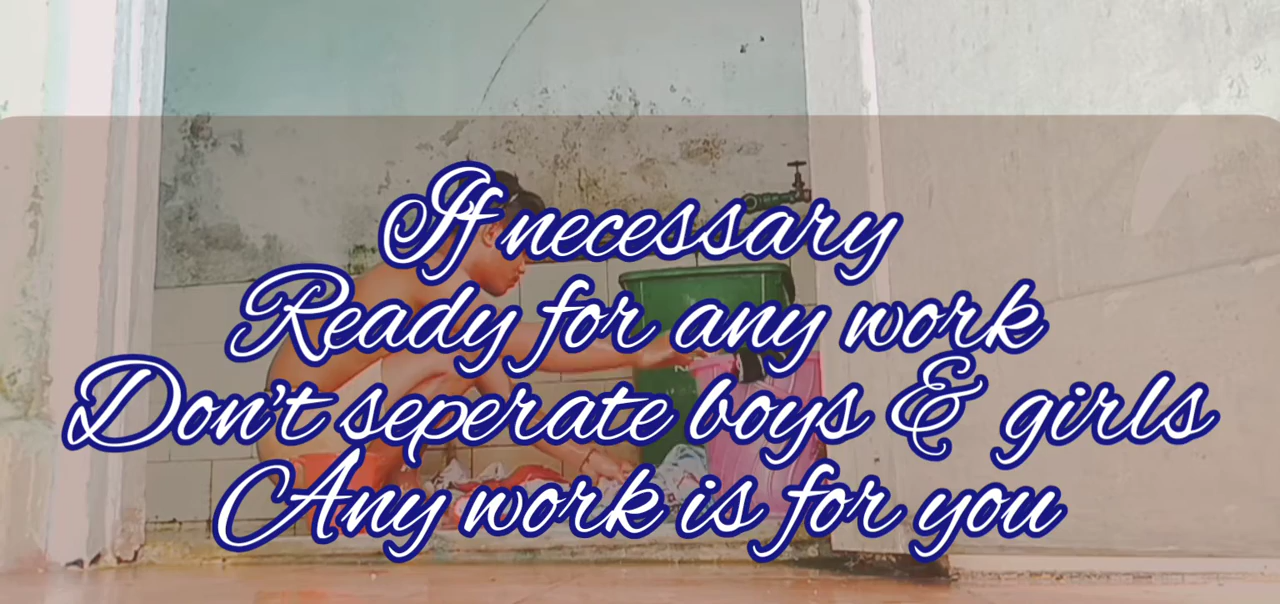 If necessary
Ready for any work
Don't seperate boys & girls
Any work is for you